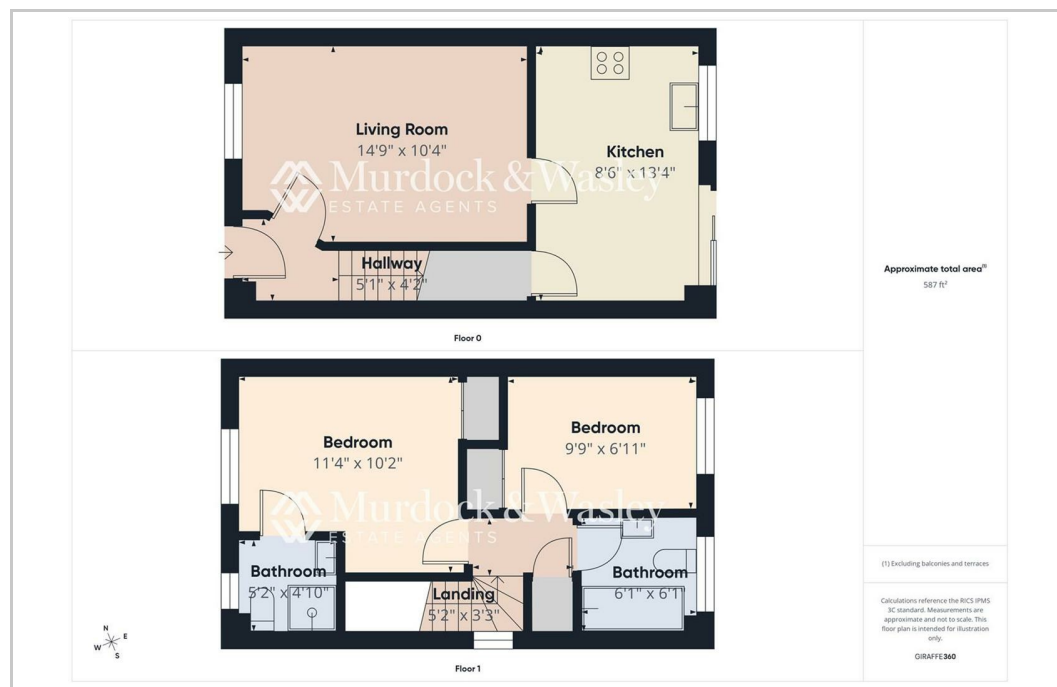 Living Room
14'9" x 10'4"
Kitchen
8'6" x 13'4"
Murdock & Wasley
ESTATE AGENTS
Hallway
5'1" x 4'2"
Floor 0
Approximate total area⁽¹⁾
587 ft²
Bedroom
11'4" x 10'2"
Bedroom
9'9" x 6'11"
Murdock & Wasley
ESTATE AGENTS
Bathroom
5'2" x 4'10"
Landing
5'2" x 3'3"
Bathroom
6'1" x 6'1"
N
E
W
S
Floor 1
(1) Excluding balconies and terraces
Calculations reference the RICS IPMS
3C standard. Measurements are
approximate and not to scale. This
floor plan is intended for illustration
only.
GIRAFFE360